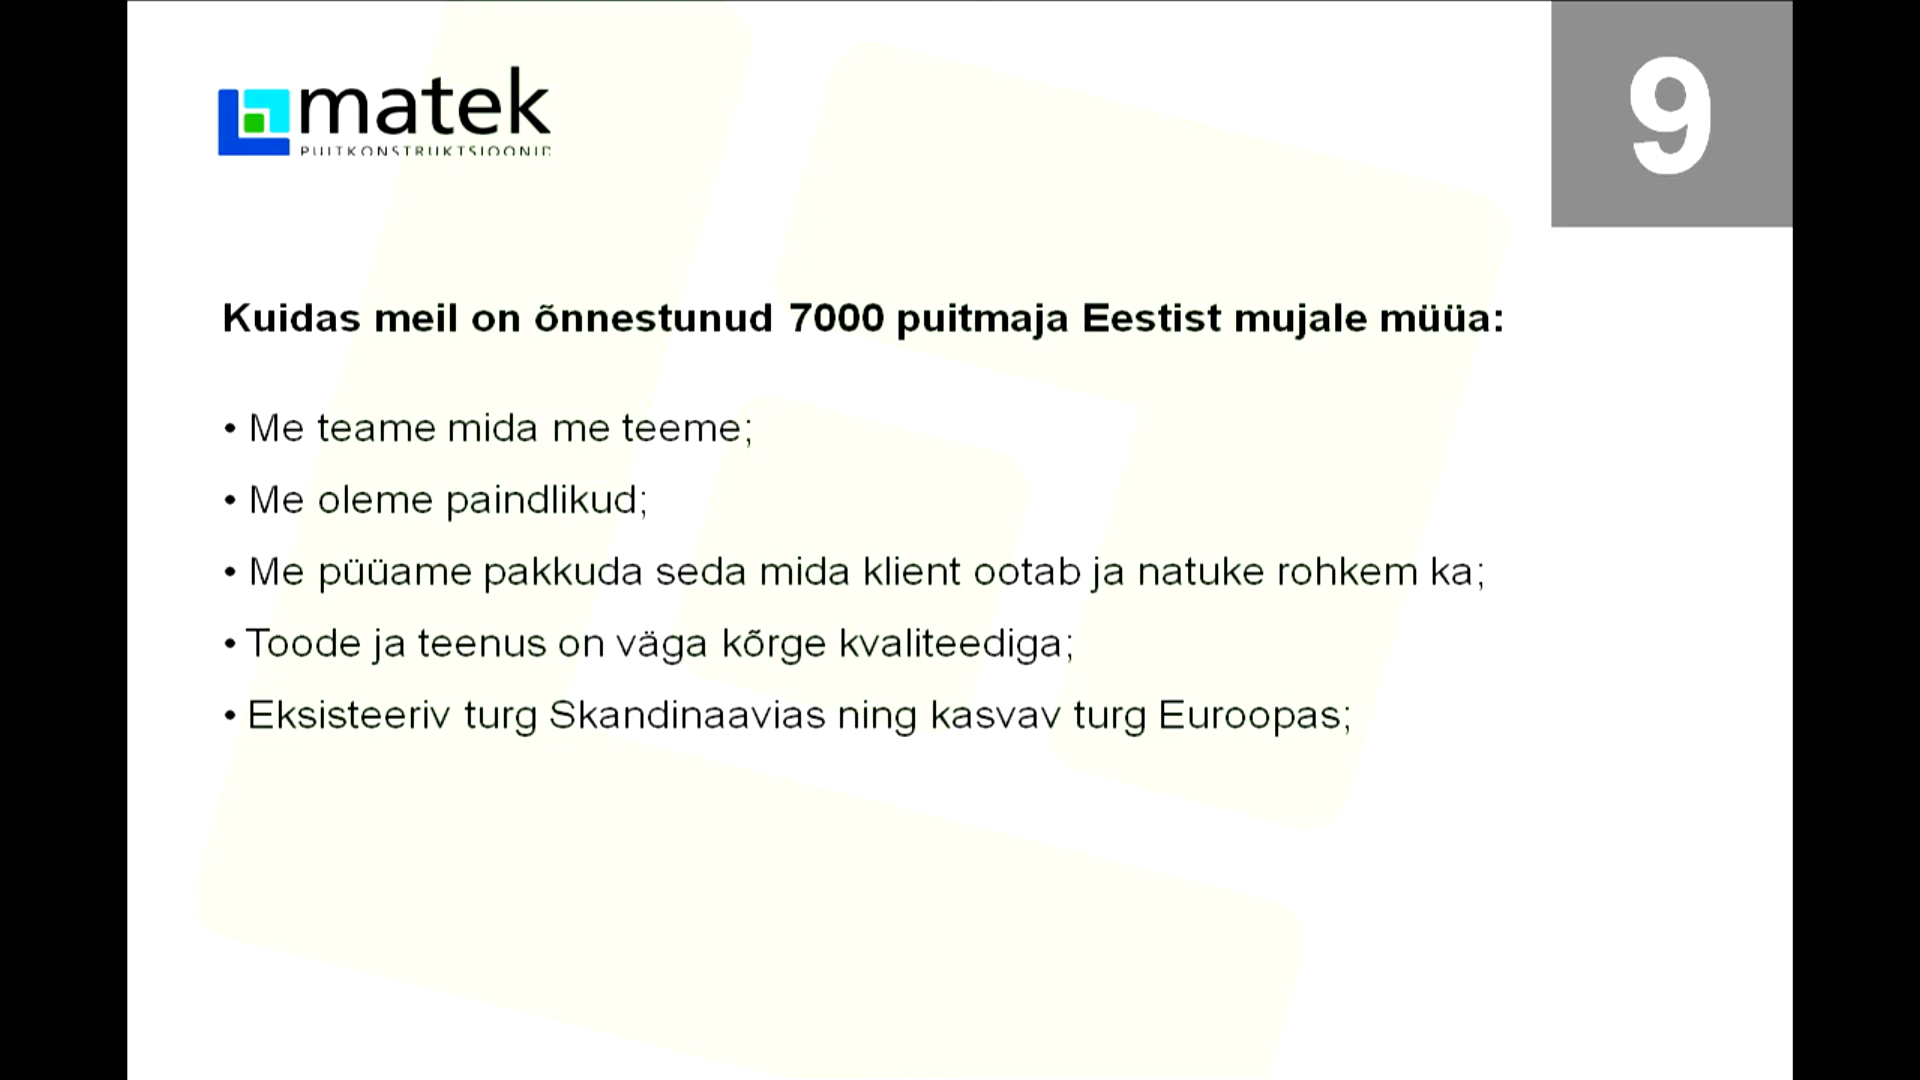 matek
PUITKONSTRUKTSIOONID
9
Kuidas meil on õnnestunud 7000 puitmaja Eestist mujale müüa:
• Me teame mida me teeme;
• Me oleme paindlikud;
• Me püüame pakkuda seda mida klient ootab ja natuke rohkem ka;
• Toode ja teenus on väga kõrge kvaliteediga;
• Eksisteeriv turg Skandinaavias ning kasvav turg Euroopas;